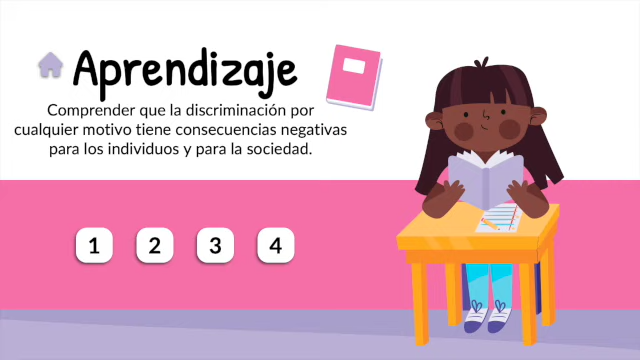 Aprendizaje
Comprender que la discriminación por
cualquier motivo tiene consecuencias negativas
para los individuos y para la sociedad.
1 2 3 4